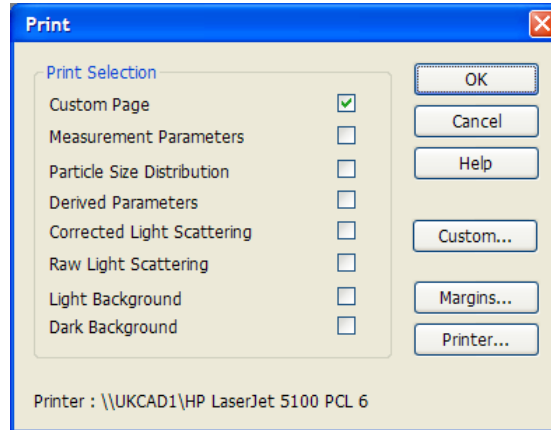 Print
Print Selection
Custom Page
Measurement Parameters
Particle Size Distribution
Derived Parameters
Corrected Light Scattering
Raw Light Scattering
Light Background
Dark Background
OK
Cancel
Help
Custom...
Margins...
Printer...
Printer : \\UKCAD1\HP LaserJet 5100 PCL 6